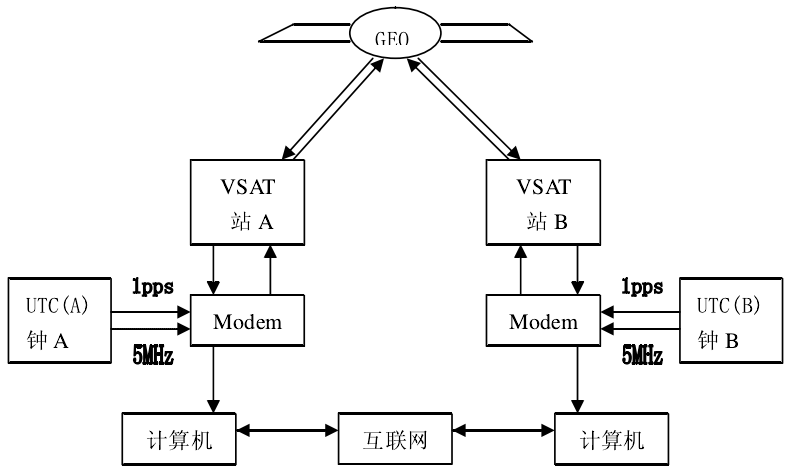 GEO
VSAT
站 A
VSAT
站 B
1pps
1pps
UTC(A)
钟 A
Modem
Modem
UTC(B)
钟 B
5MHz
5MHz
计算机
互联网
计算机